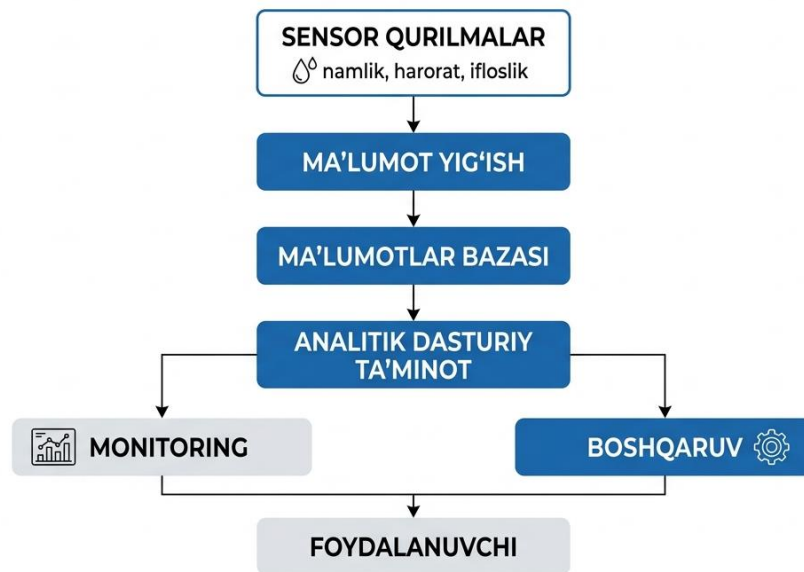 SENSOR QURILMALAR
namlik, harorat, ifloslik
MA’LUMOT YIG‘ISH
MA’LUMOTLAR BAZASI
ANALITIK DASTURIY
TA’MINOT
MONITORING
BOSHQARUV
FOYDALANUVCHI